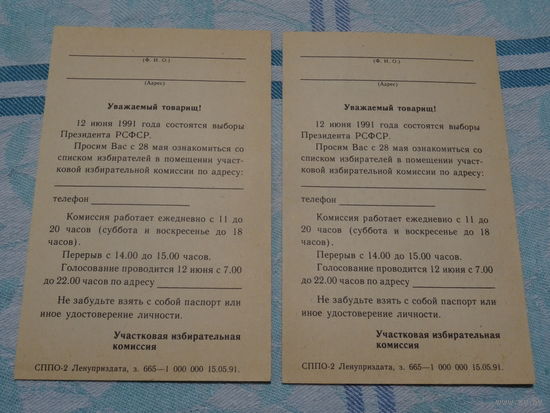 (Ф. И. О.)
(Адрес)
Уважаемый товарищ!
12 июня 1991 года состоятся выборы
Президента РСФСР.
Просим Вас с 28 мая ознакомиться со
списком избирателей в помещении участ-
ковой избирательной комиссии по адресу:
телефон
Комиссия работает ежедневно с 11 до
20 часов (суббота и воскресенье до 18
часов).
Перерыв с 14.00 до 15.00 часов.
Голосование проводится 12 июня с 7.00
до 22.00 часов по адресу
Не забудьте взять с собой паспорт или
иное удостоверение личности.
Участковая избирательная
комиссия
СППО-2 Ленуприздата, з. 665—1 000 000 15.05.91.
(Ф. И. О.)
(Адрес)
Уважаемый товарищ!
12 июня 1991 года состоятся выборы
Президента РСФСР.
Просим Вас с 28 мая ознакомиться со
списком избирателей в помещении участ-
ковой избирательной комиссии по адресу:
телефон
Комиссия работает ежедневно с 11 до
20 часов (суббота и воскресенье до 18
часов).
Перерыв с 14.00 до 15.00 часов.
Голосование проводится 12 июня с 7.00
до 22.00 часов по адресу
Не забудьте взять с собой паспорт или
иное удостоверение личности.
Участковая избирательная
комиссия
СППО-2 Ленуприздата, з. 665—1 000 000 15.05.91.